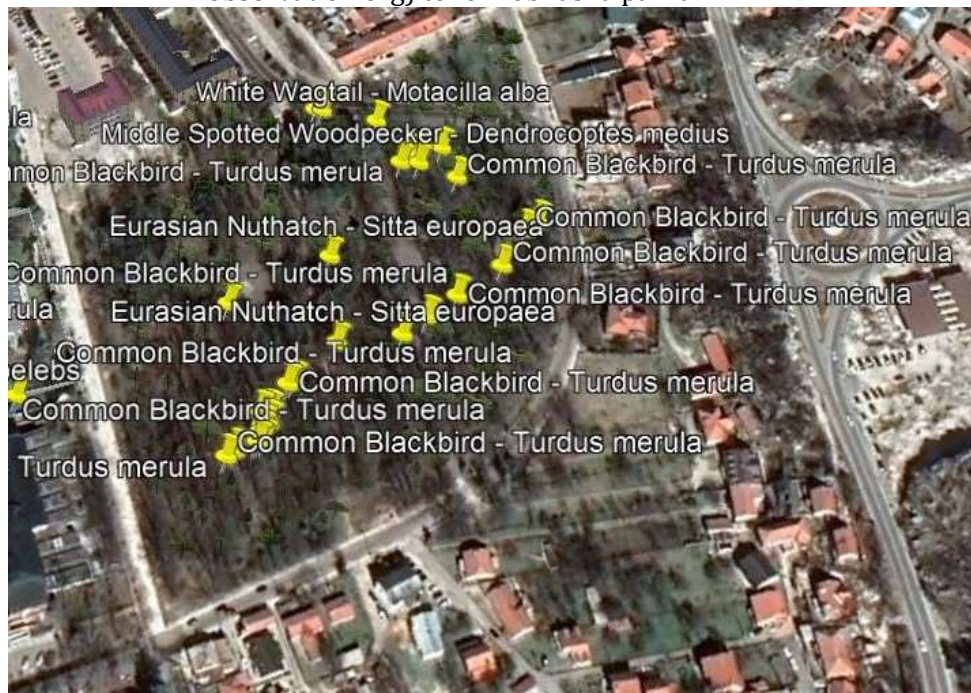 White Wagtail - Motacilla alba
la
Middle Spotted Woodpecker - Dendrocoptes medius
mmon Blackbird - Turdus merula
Common Blackbird - Turdus merula
Eurasian Nuthatch - Sitta europaea
Common Blackbird - Turdus merula
Common Blackbird - Turdus merula
Common Blackbird - Turdus merula
Common Blackbird - Turdus merula
rula
Eurasian Nuthatch - Sitta europaea
Common Blackbird - Turdus merula
elebs
Common Blackbird - Turdus merula
Common Blackbird - Turdus merula
Common Blackbird - Turdus merula
Turdus merula